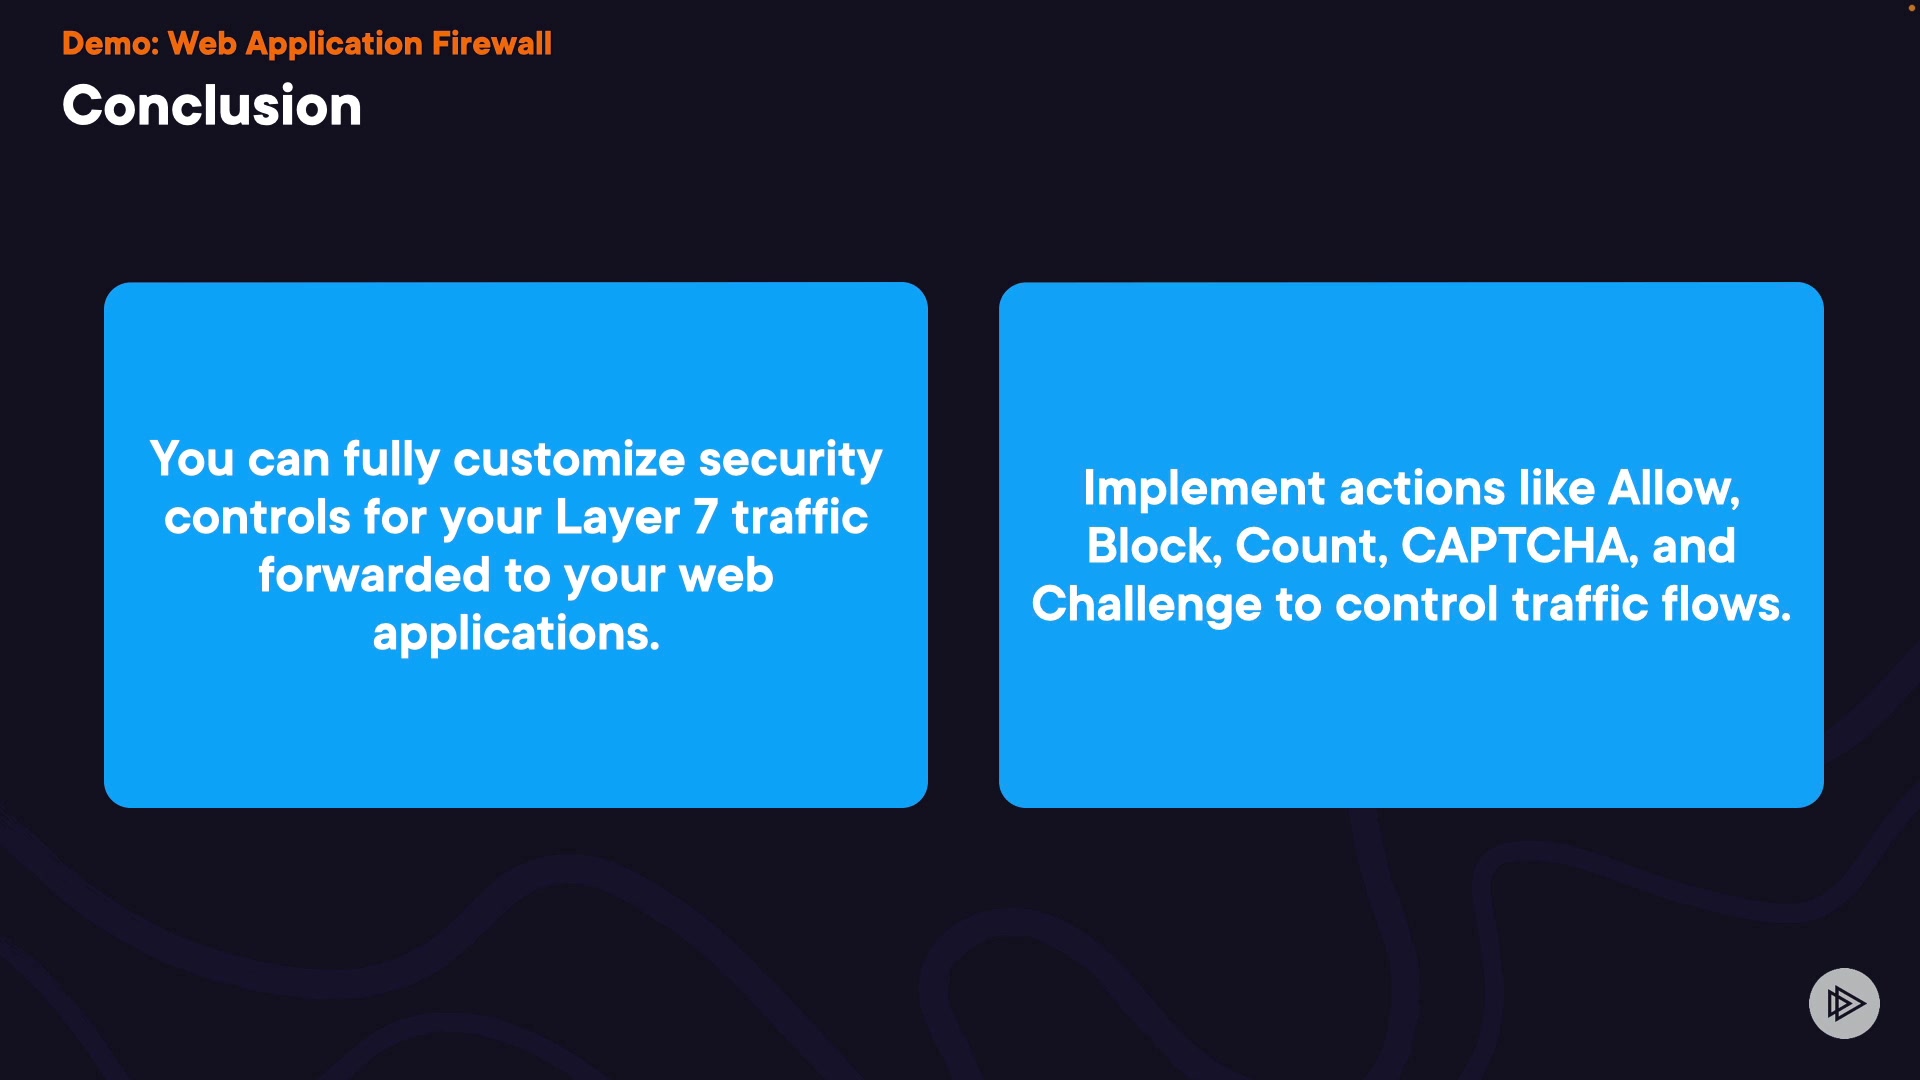 Demo: Web Application Firewall
Conclusion
You can fully customize security
controls for your Layer 7 traffic
forwarded to your web
applications.
Implement actions like Allow,
Block, Count, CAPTCHA, and
Challenge to control traffic flows.